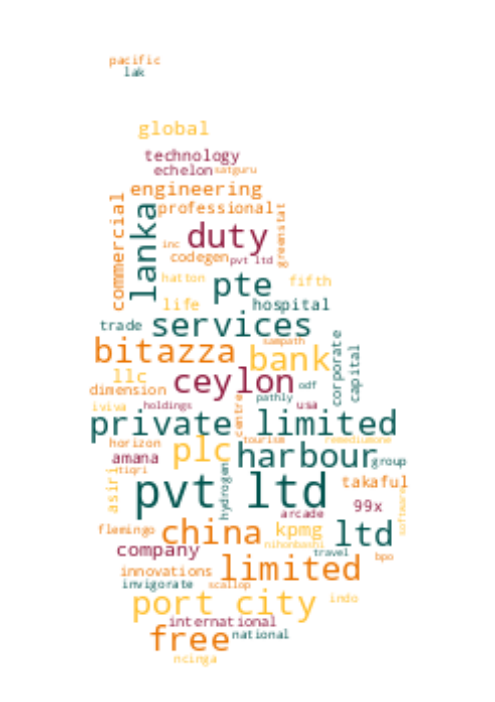 pacific
lak
global
technology
echelon satguru
engineering
commercial
lanka
professional
greenstat
inc duty
codegen pvt ltd
hatton pte fifth
life hospital
trade services
sampath
bitazza bank
corporate
capital
llc ceylon odf
dimension pathly
iviva holdings centre usa
private limited
horizon tourism remediumone
amana plc harbour group
tiqri
asiri
hydrogen
pvt ltd takaful
99x
software
arcade
flemingo china kpmg ltd
nihonbashi
company travel bpo
innovations limited
invigorate scallop
port city indo
international
free national
ncinga